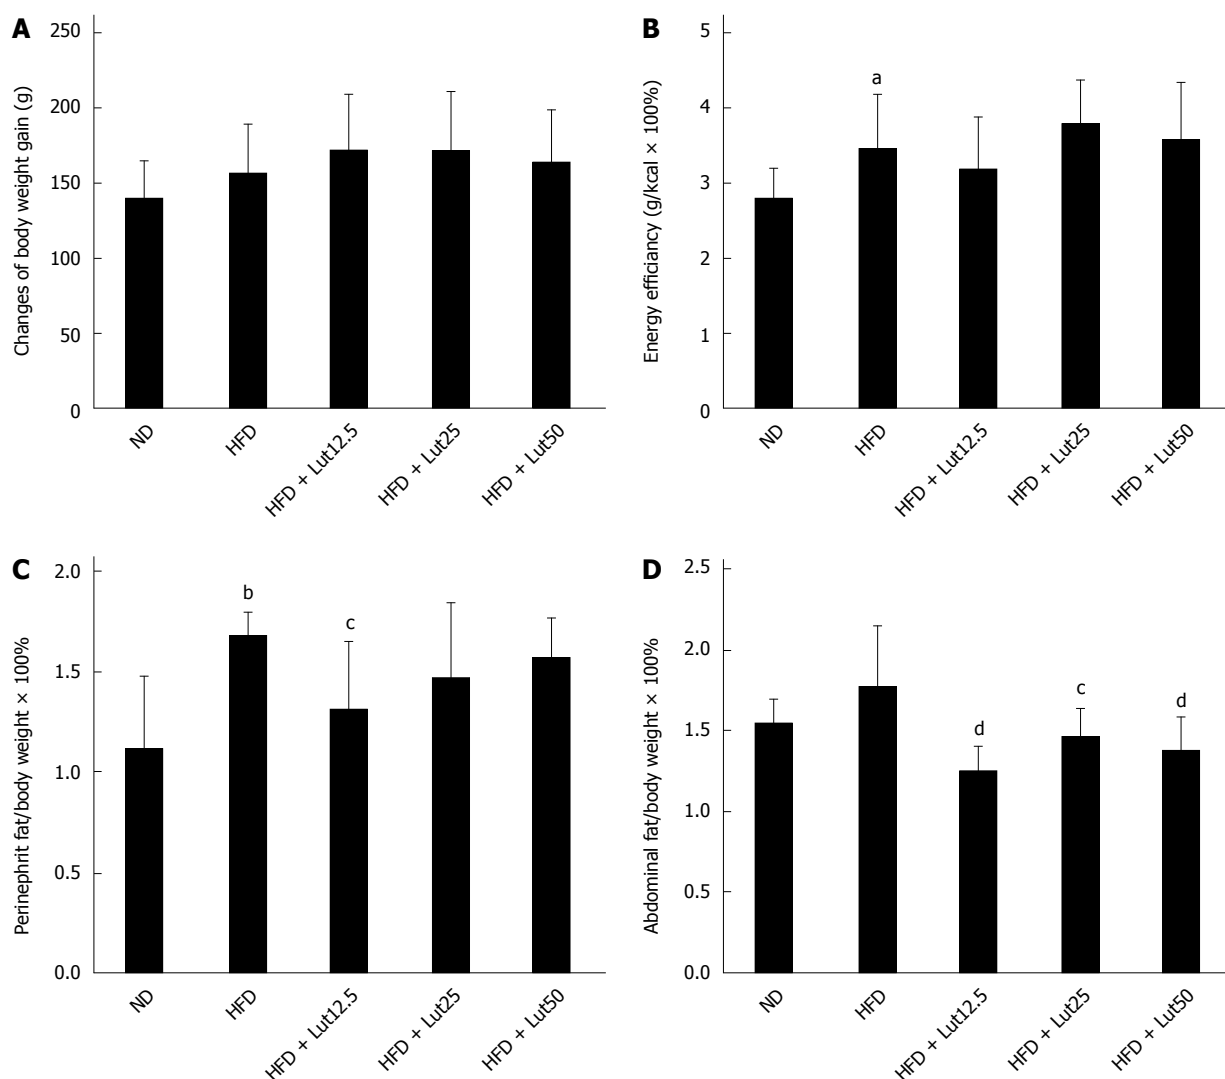 A
Changes of body weight gain (g)
250
200
150
100
50
0
ND
HFD
HFD + Lut12.5
HFD + Lut25
HFD + Lut50
B
Energy efficiancy (g/kcal × 100%)
5
4
3
2
1
0
a
ND
HFD
HFD + Lut12.5
HFD + Lut25
HFD + Lut50
C
Perinephrit fat/body weight × 100%
2.0
1.5
1.0
0.5
0.0
b
c
ND
HFD
HFD + Lut12.5
HFD + Lut25
HFD + Lut50
D
Abdominal fat/body weight × 100%
2.5
2.0
1.5
1.0
0.5
0.0
d
c
d
ND
HFD
HFD + Lut12.5
HFD + Lut25
HFD + Lut50